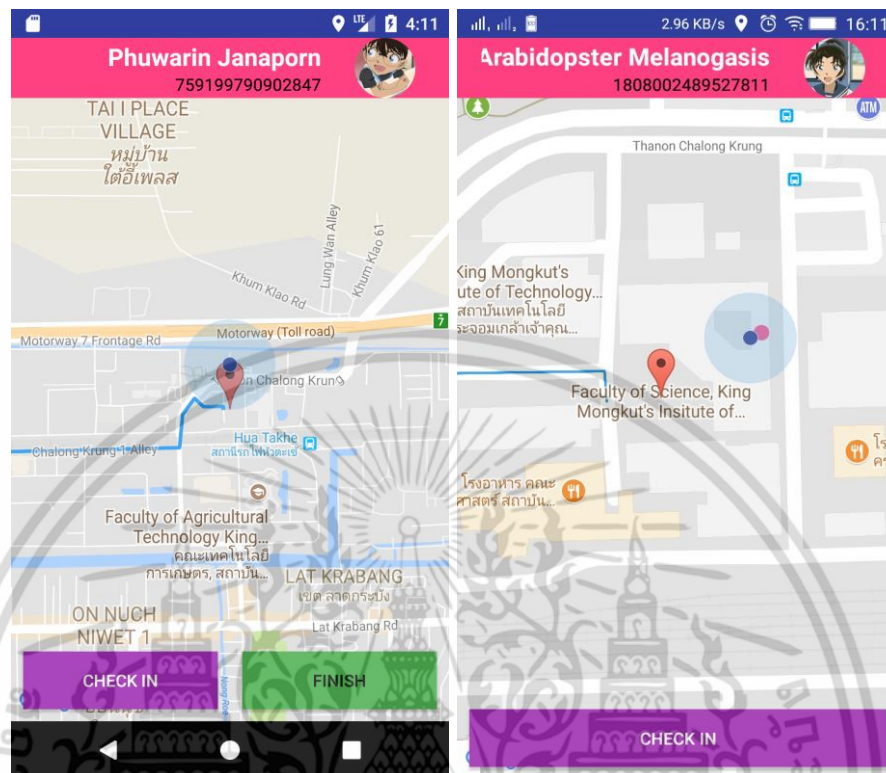 4:11
Phuwarin Janaporn
759199790902847
TAI I PLACE
VILLAGE
หมู่บ้าน
ใต้อี้เพลส
Lung Wan Alley
Khum Klao 61
Khum Klao Rd
7
Motorway (Toll road)
Motorway 7 Frontage Rd
Chalong Krung
Hua Takhe
สถานีรถไฟหัวตะเข้
Chalong Krung 1 Alley
Faculty of Agricultural
Technology King...
คณะเทคโนโลยี
การเกษตร, สถาบัน...
LAT KRABANG
เขต ลาดกระบัง
ON NUCH
NIWET 1
Lat Krabang Rd
CHECK IN
FINISH
2.96 KB/s 16:11
Arabidopster Melanogasis
1808002489527811
ATM
Thanon Chalong Krung
King Mongkut's
ute of Technology...
สถาบันเทคโนโลยี
ระจอมเกล้าเจ้าคุณ...
Faculty of Science, King
Mongkut's Insitute of...
โรงอาหาร คณะ
ศาสตร์ สถาบัน...
CHECK IN